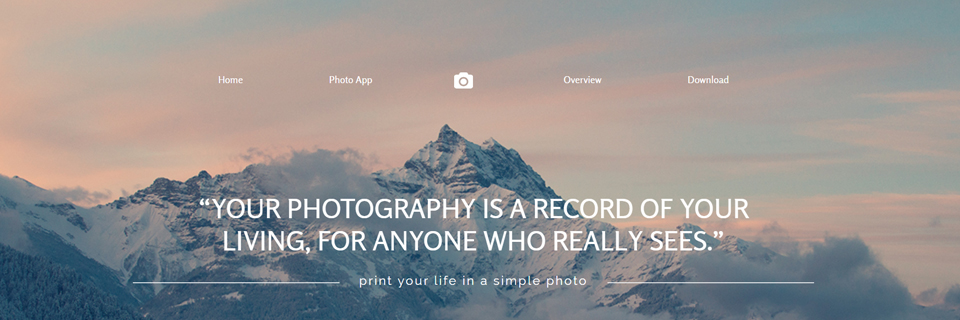 Home
Photo App
Overview
Download
“YOUR PHOTOGRAPHY IS A RECORD OF YOUR
LIVING, FOR ANYONE WHO REALLY SEES.”
print your life in a simple photo